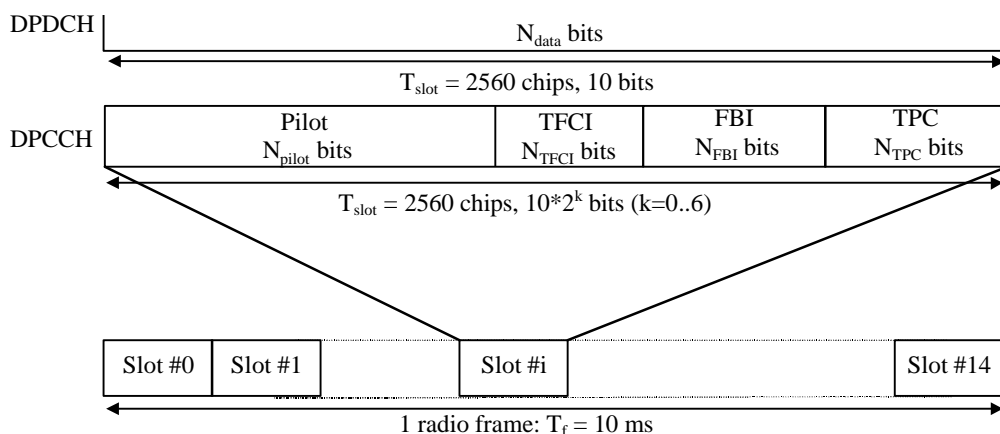 DPDCH
N_data bits
T_slot = 2560 chips, 10 bits
DPCCH
Pilot
N_pilot bits
TFCI
N_TFCI bits
FBI
N_FBI bits
TPC
N_TPC bits
T_slot = 2560 chips, 10*2^k bits (k=0..6)
Slot #0 Slot #1 Slot #i Slot #14
1 radio frame: T_f = 10 ms